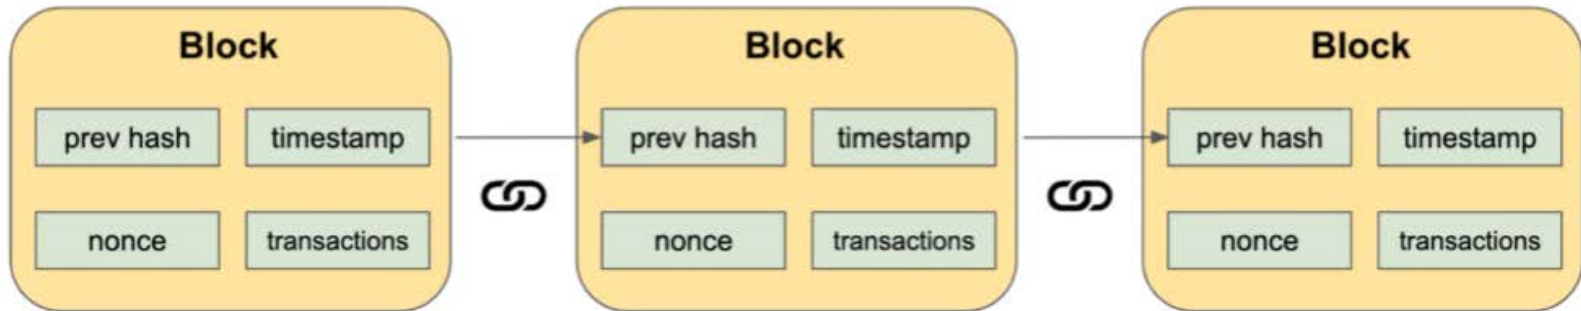 Block
prev hash timestamp
nonce transactions
Block
prev hash timestamp
nonce transactions
Block
prev hash timestamp
nonce transactions